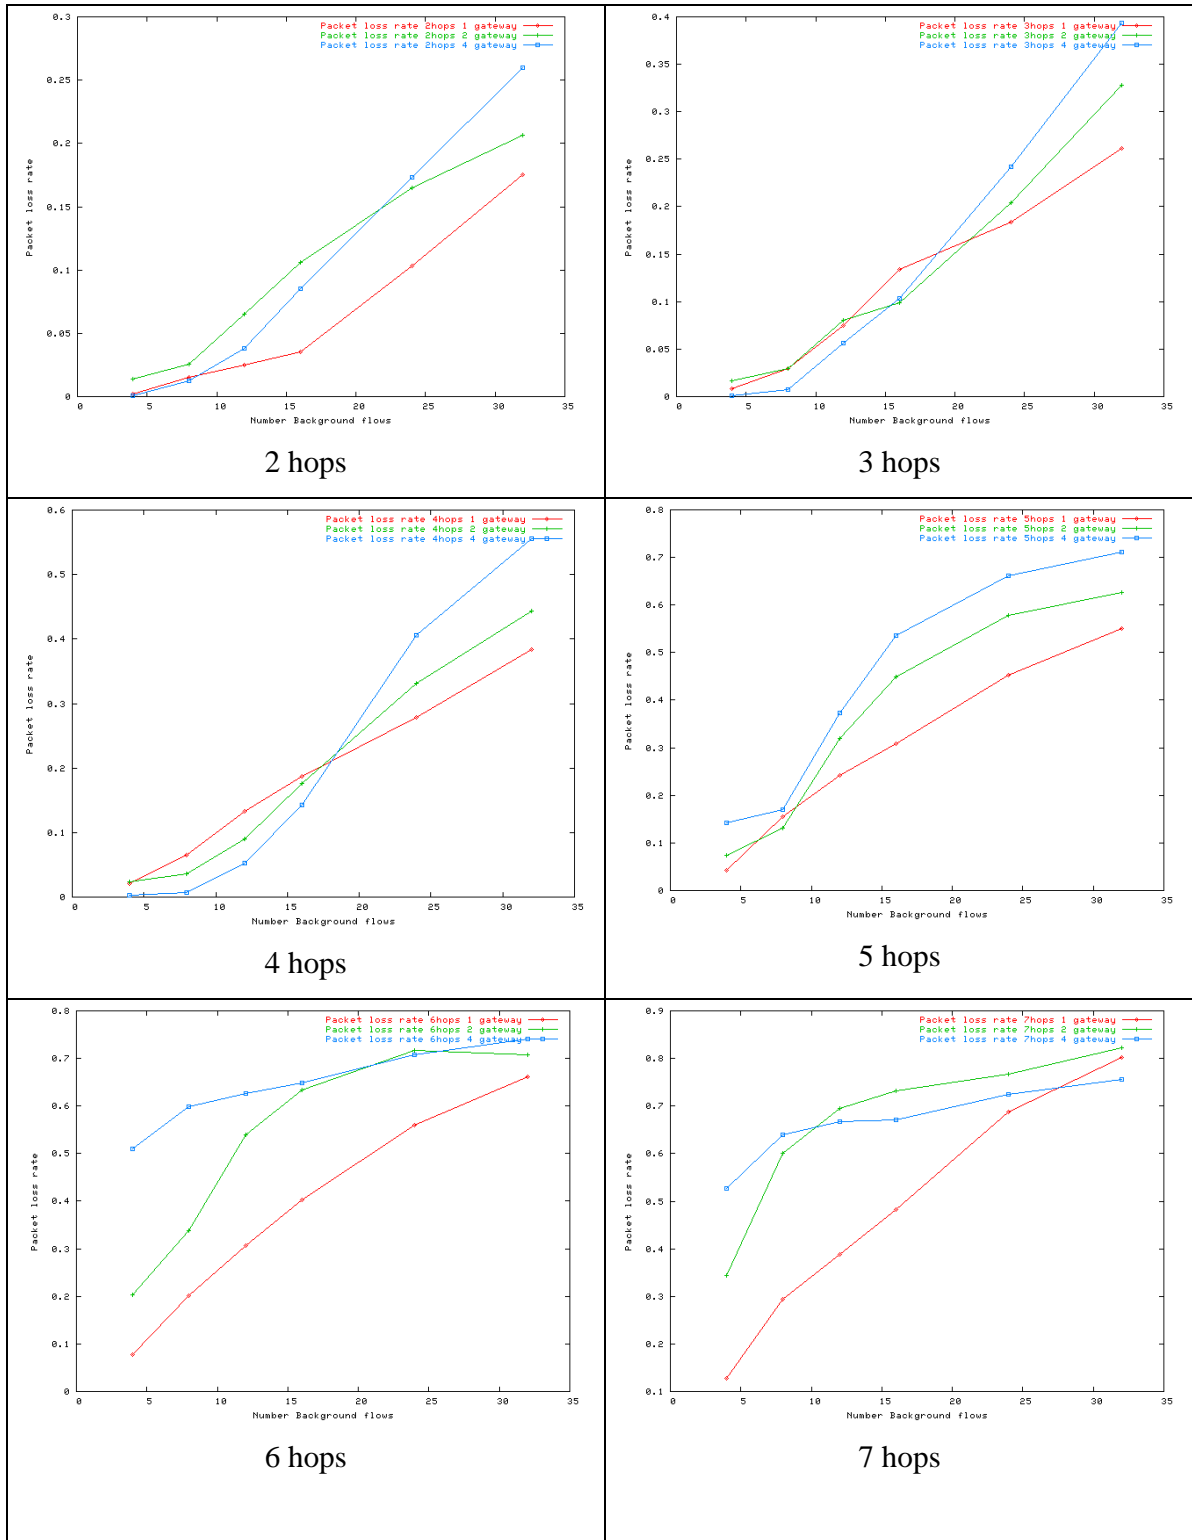 0.3
0.25
0.2
0.15
0.1
0.05
0
0 5 10 15 20 25 30 35
Packet loss rate
Number Background flows
Packet loss rate 2hops 1 gateway
Packet loss rate 2hops 2 gateway
Packet loss rate 2hops 4 gateway
2 hops
0.4
0.35
0.3
0.25
0.2
0.15
0.1
0.05
0
0 5 10 15 20 25 30 35
Packet loss rate
Number Background flows
Packet loss rate 3hops 1 gateway
Packet loss rate 3hops 2 gateway
Packet loss rate 3hops 4 gateway
3 hops
0.6
0.5
0.4
0.3
0.2
0.1
0
0 5 10 15 20 25 30 35
Packet loss rate
Number Background flows
Packet loss rate 4hops 1 gateway
Packet loss rate 4hops 2 gateway
Packet loss rate 4hops 4 gateway
4 hops
0.8
0.7
0.6
0.5
0.4
0.3
0.2
0.1
0
0 5 10 15 20 25 30 35
Packet loss rate
Number Background flows
Packet loss rate 5hops 1 gateway
Packet loss rate 5hops 2 gateway
Packet loss rate 5hops 4 gateway
5 hops
0.8
0.7
0.6
0.5
0.4
0.3
0.2
0.1
0
0 5 10 15 20 25 30 35
Packet loss rate
Number Background flows
Packet loss rate 6hops 1 gateway
Packet loss rate 6hops 2 gateway
Packet loss rate 6hops 4 gateway
6 hops
0.9
0.8
0.7
0.6
0.5
0.4
0.3
0.2
0.1
0 5 10 15 20 25 30 35
Packet loss rate
Number Background flows
Packet loss rate 7hops 1 gateway
Packet loss rate 7hops 2 gateway
Packet loss rate 7hops 4 gateway
7 hops